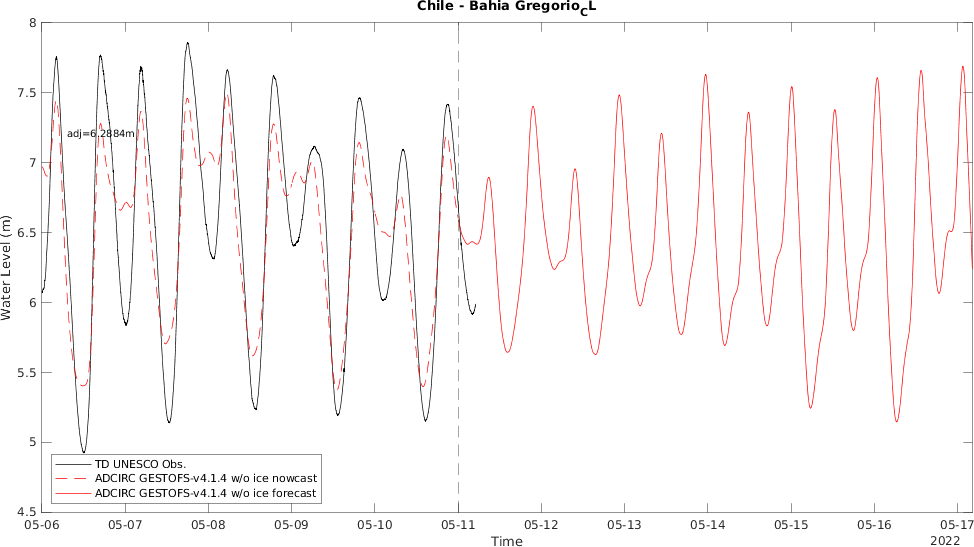 Chile - Bahia Gregorio_CL
8
7.5
7
6.5
6
5.5
5
4.5
Water Level (m)
adj=6.2884m
TD UNESCO Obs.
ADCIRC GESTOFS-v4.1.4 w/o ice nowcast
ADCIRC GESTOFS-v4.1.4 w/o ice forecast
05-06 05-07 05-08 05-09 05-10 05-11 05-12 05-13 05-14 05-15 05-16 05-17
Time
2022